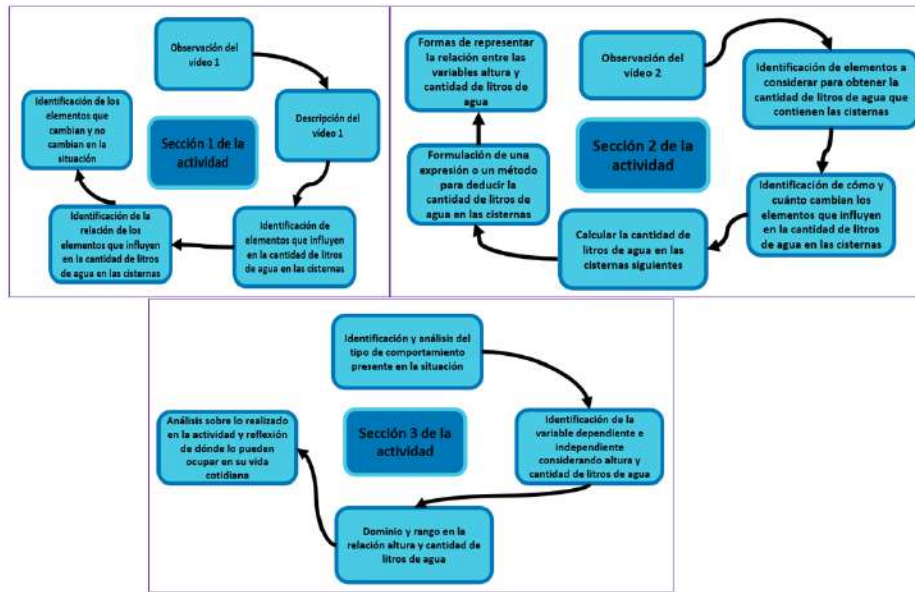 Observación del
video 1
Descripción del
video 1
Identificación de
elementos que influyen
en la cantidad de litros
de agua en las cisternas
Identificación de la
relación de los
elementos que influyen
en la cantidad de litros
de agua en las cisternas
Identificación de los
elementos que
cambian y no
cambian en la
situación
Sección 1 de la
actividad
Observación del
video 2
Identificación de elementos a
considerar para obtener la
cantidad de litros de agua que
contienen las cisternas
Identificación de cómo y
cuánto cambian los
elementos que influyen
en la cantidad de litros
de agua en las cisternas
Calcular la cantidad de
litros de agua en las
cisternas siguientes
Formulación de una
expresión o un método
para deducir la
cantidad de litros de
agua en las cisternas
Formas de representar
la relación entre las
variables altura y
cantidad de litros de
agua
Sección 2 de la
actividad
Identificación y análisis del
tipo de comportamiento
presente en la situación
Identificación de la
variable dependiente e
independiente
considerando altura y
cantidad de litros de agua
Dominio y rango en la
relación altura y cantidad de
litros de agua
Análisis sobre lo realizado
en la actividad y reflexión
de dónde lo pueden
ocupar en su vida
cotidiana
Sección 3 de la
actividad